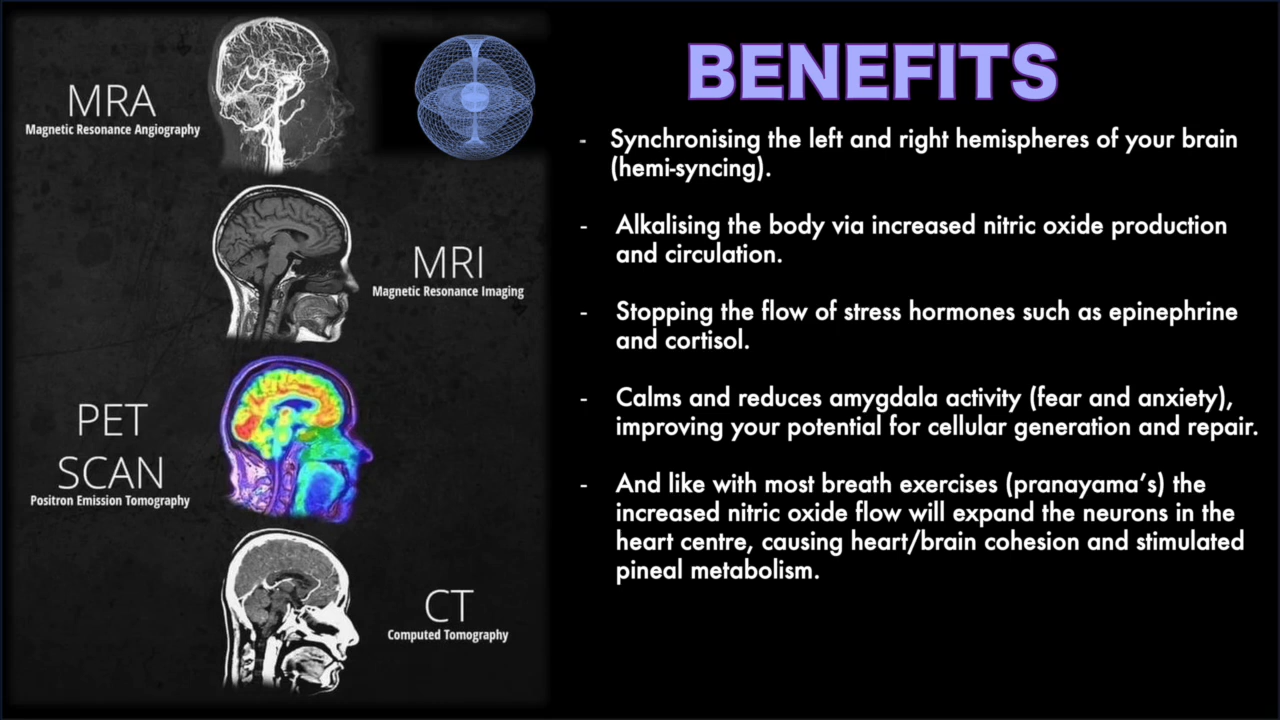 MRA
Magnetic Resonance Angiography
MRI
Magnetic Resonance Imaging
PET
SCAN
Positron Emission Tomography
CT
Computed Tomography
BENEFITS
- Synchronising the left and right hemispheres of your brain
(hemi-syncing).
- Alkalising the body via increased nitric oxide production
and circulation.
- Stopping the flow of stress hormones such as epinephrine
and cortisol.
- Calms and reduces amygdala activity (fear and anxiety),
improving your potential for cellular generation and repair.
- And like with most breath exercises (pranayama’s) the
increased nitric oxide flow will expand the neurons in the
heart centre, causing heart/brain cohesion and stimulated
pineal metabolism.